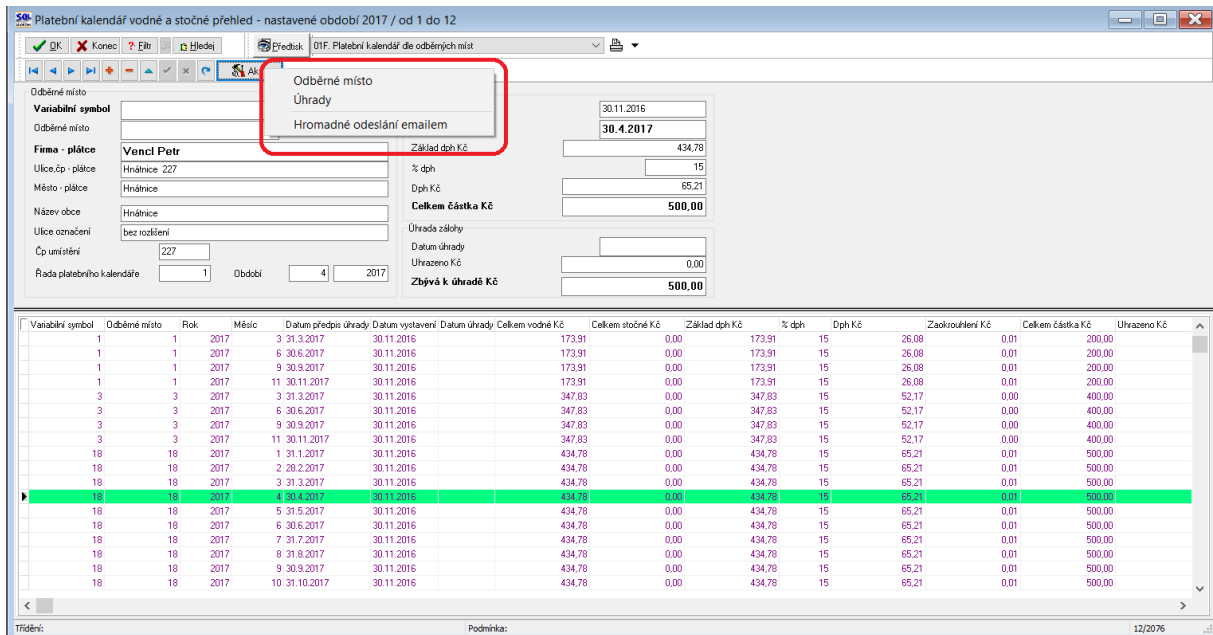 Platební kalendář vodné a stočné přehled - nastavené období 2017 / od 1 do 12
OK Konec Filtr Hledej Předtisk 01F. Platební kalendář dle odběrných míst
Odběrné místo
Úhrady
Hromadné odeslání emailem
Odběrné místo
Variabilní symbol 30.11.2016
Odběrné místo 30.4.2017
Firma - plátce Vencl Petr Základ dph Kč 434,78
Ulice,čp - plátce Hnátnice 227 % dph 15
Město - plátce Hnátnice Dph Kč 65,21
Název obce Hnátnice Celkem částka Kč 500,00
Ulice označení bez rozlišení Úhrada zálohy
Čp umístění 227 Datum úhrady
Uhrazeno Kč 0,00
Řada platebního kalendáře 1 Období 4 2017 Zbývá k úhradě Kč 500,00
Variabilní symbol Odběrné místo Rok Měsíc Datum předpis úhrady Datum vystavení Datum úhrady Celkem vodné Kč Celkem stočné Kč Základ dph Kč % dph Dph Kč Zaokrouhlení Kč Celkem částka Kč Uhrazeno Kč
1 1 2017 3 31.3.2017 30.11.2016 173,91 0,00 173,91 15 26,08 0,01 200,00
1 1 2017 6 30.6.2017 30.11.2016 173,91 0,00 173,91 15 26,08 0,01 200,00
1 1 2017 9 30.9.2017 30.11.2016 173,91 0,00 173,91 15 26,08 0,01 200,00
1 1 2017 11 30.11.2017 30.11.2016 173,91 0,00 173,91 15 26,08 0,01 200,00
3 3 2017 3 31.3.2017 30.11.2016 347,83 0,00 347,83 15 52,17 0,00 400,00
3 3 2017 6 30.6.2017 30.11.2016 347,83 0,00 347,83 15 52,17 0,00 400,00
3 3 2017 9 30.9.2017 30.11.2016 347,83 0,00 347,83 15 52,17 0,00 400,00
3 3 2017 11 30.11.2017 30.11.2016 347,83 0,00 347,83 15 52,17 0,00 400,00
18 18 2017 1 31.1.2017 30.11.2016 434,78 0,00 434,78 15 65,21 0,01 500,00
18 18 2017 2 28.2.2017 30.11.2016 434,78 0,00 434,78 15 65,21 0,01 500,00
18 18 2017 3 31.3.2017 30.11.2016 434,78 0,00 434,78 15 65,21 0,01 500,00
18 18 2017 4 30.4.2017 30.11.2016 434,78 0,00 434,78 15 65,21 0,01 500,00
18 18 2017 5 31.5.2017 30.11.2016 434,78 0,00 434,78 15 65,21 0,01 500,00
18 18 2017 6 30.6.2017 30.11.2016 434,78 0,00 434,78 15 65,21 0,01 500,00
18 18 2017 7 31.7.2017 30.11.2016 434,78 0,00 434,78 15 65,21 0,01 500,00
18 18 2017 8 31.8.2017 30.11.2016 434,78 0,00 434,78 15 65,21 0,01 500,00
18 18 2017 9 30.9.2017 30.11.2016 434,78 0,00 434,78 15 65,21 0,01 500,00
18 18 2017 10 31.10.2017 30.11.2016 434,78 0,00 434,78 15 65,21 0,01 500,00
Třídění: Podmínka: 12/2076